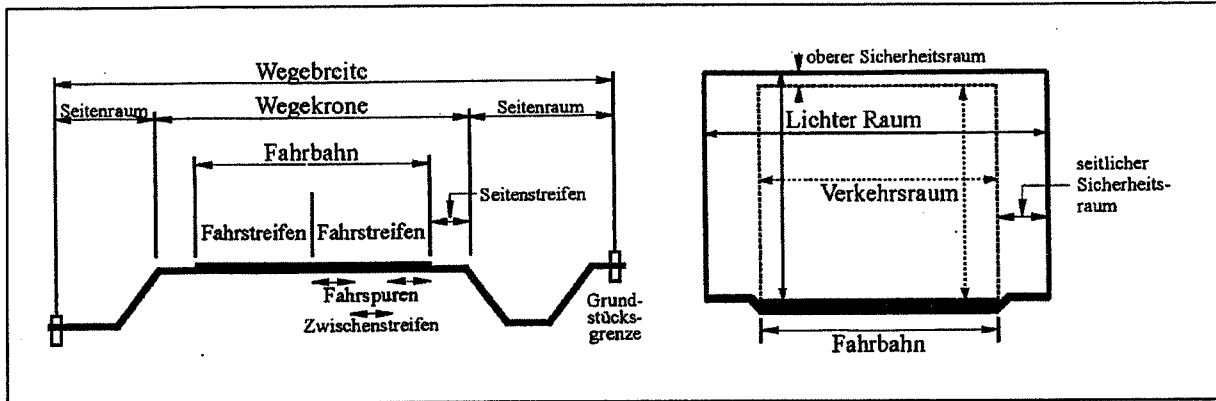 Wegebreite
Seitenraum
Wegekrone
Seitenraum
Fahrbahn
Seitenstreifen
Fahrstreifen
Fahrstreifen
Fahrspuren
Zwischenstreifen
Grund-
stücks-
grenze
oberer Sicherheitsraum
Lichter Raum
Verkehrsraum
seitlicher
Sicherheits-
raum
Fahrbahn